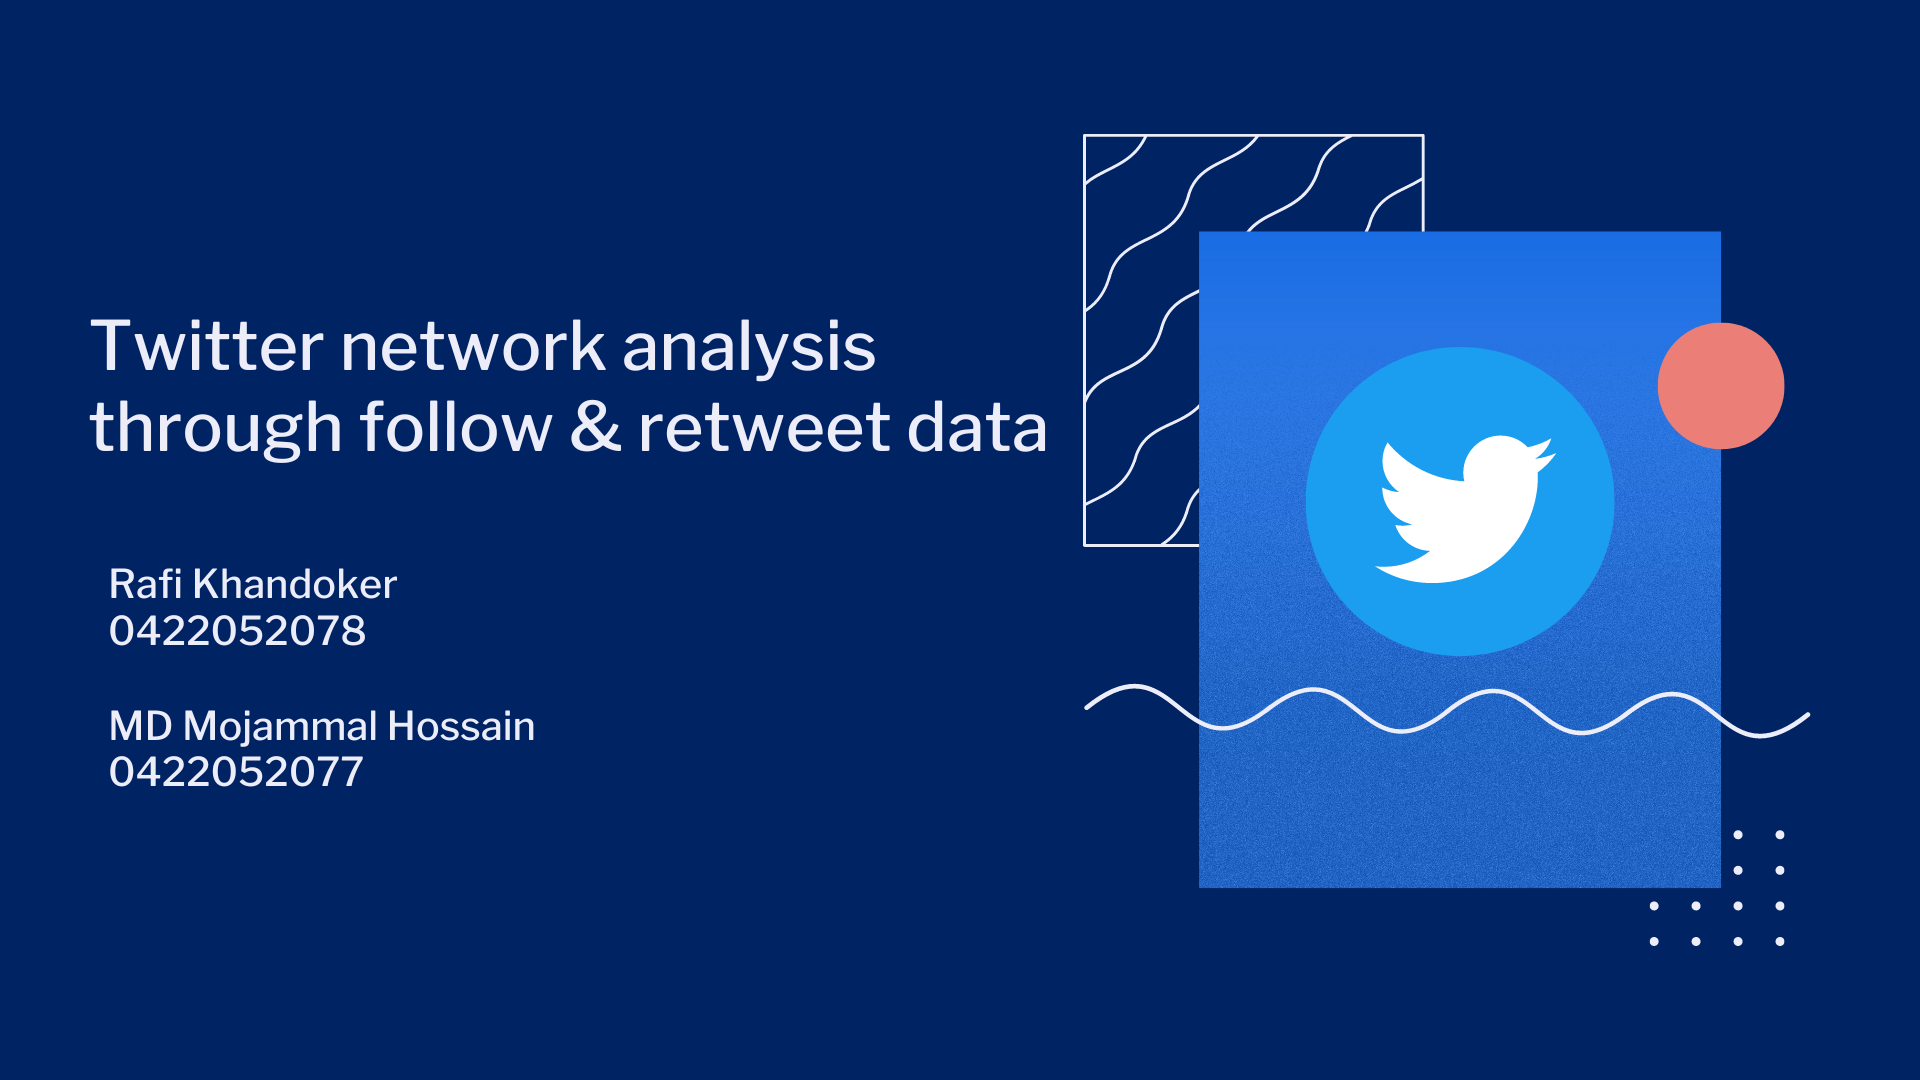 Twitter network analysis
through follow & retweet data
Rafi Khandoker
0422052078
MD Mojammal Hossain
0422052077